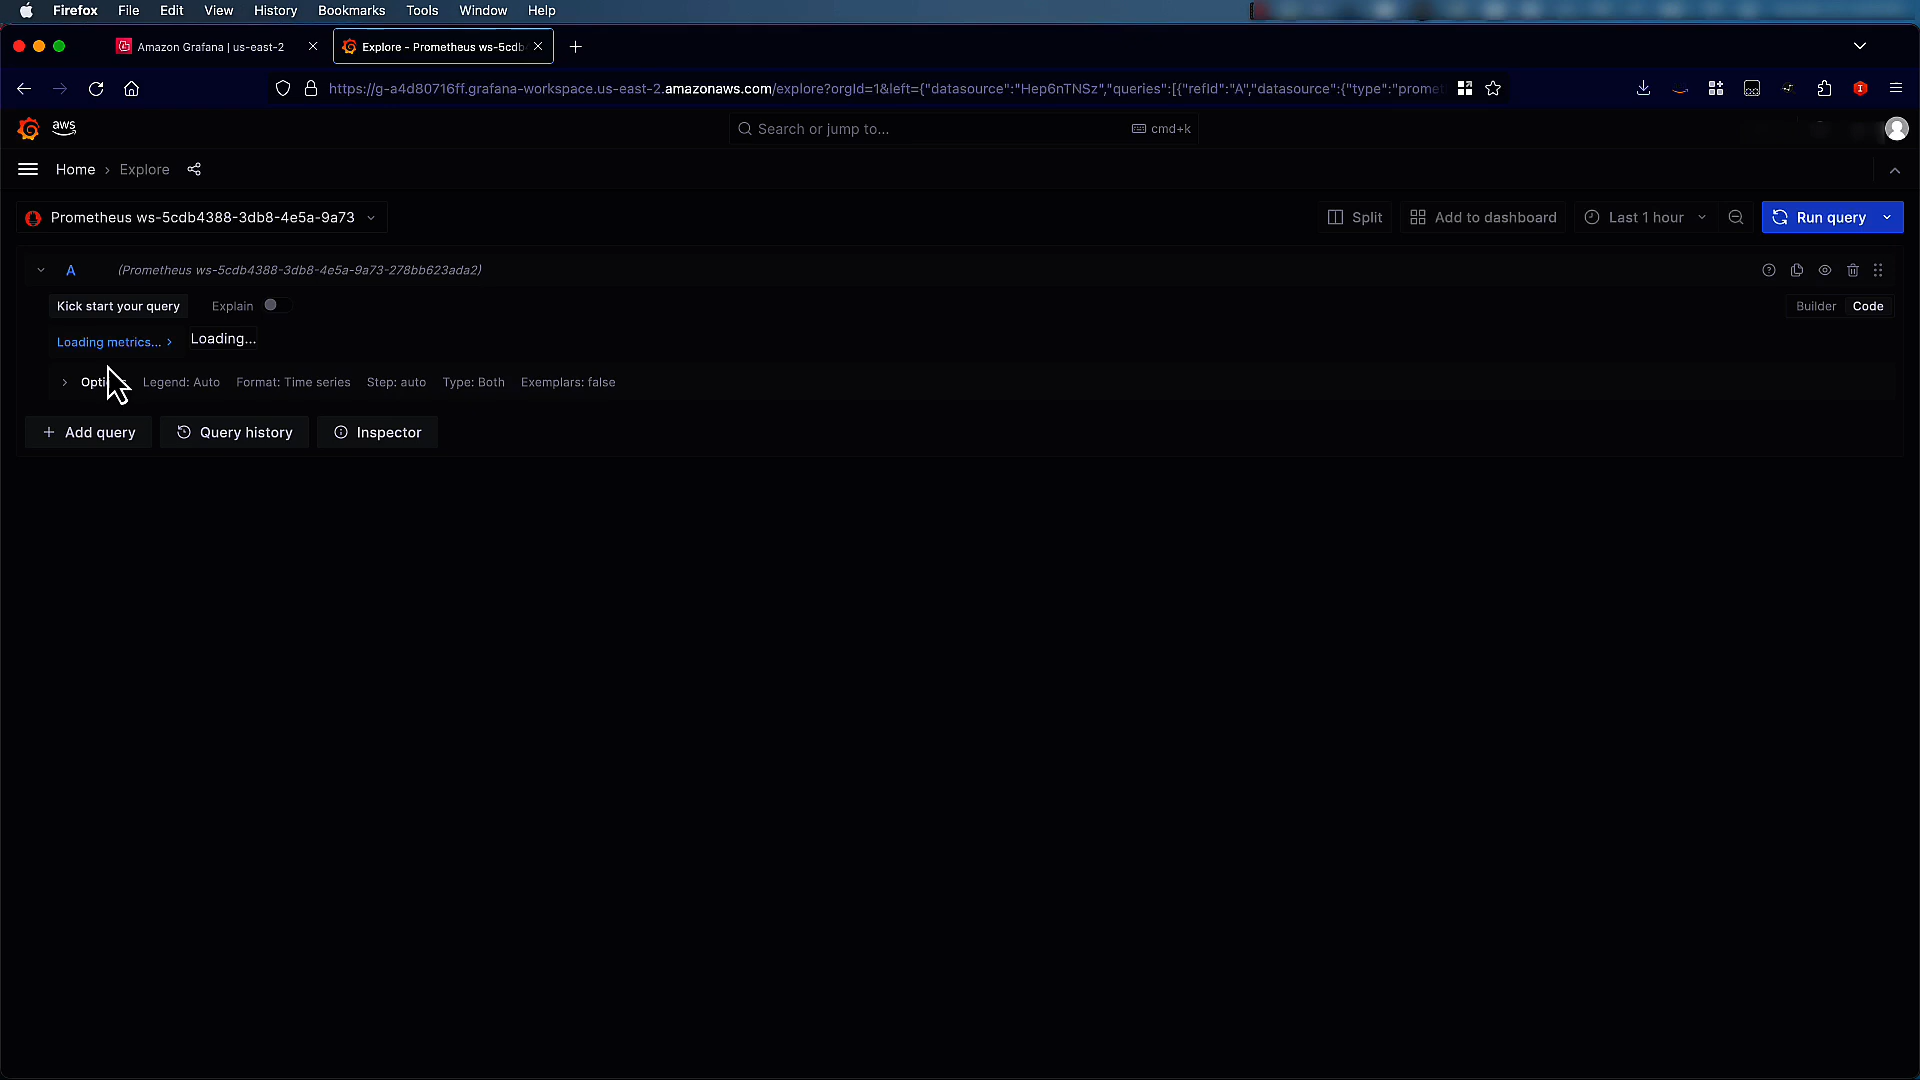 Firefox File Edit View History Bookmarks Tools Window Help
Amazon Grafana | us-east-2
Explore - Prometheus ws-5cdb
https://g-a4d80716ff.grafana-workspace.us-east-2.amazonaws.com/explore?orgId=1&left={"datasource":"Hep6nTNSz","queries":[{"refId":"A","datasource":{"type":"prome
aws
Search or jump to...
cmd+k
Home › Explore
Prometheus ws-5cdb4388-3db8-4e5a-9a73
Split
Add to dashboard
Last 1 hour
Run query
A (Prometheus ws-5cdb4388-3db8-4e5a-9a73-278bb623ada2)
Kick start your query
Explain
Builder
Code
Loading metrics... ›
Loading...
Opti
Legend: Auto
Format: Time series
Step: auto
Type: Both
Exemplars: false
+ Add query
Query history
Inspector